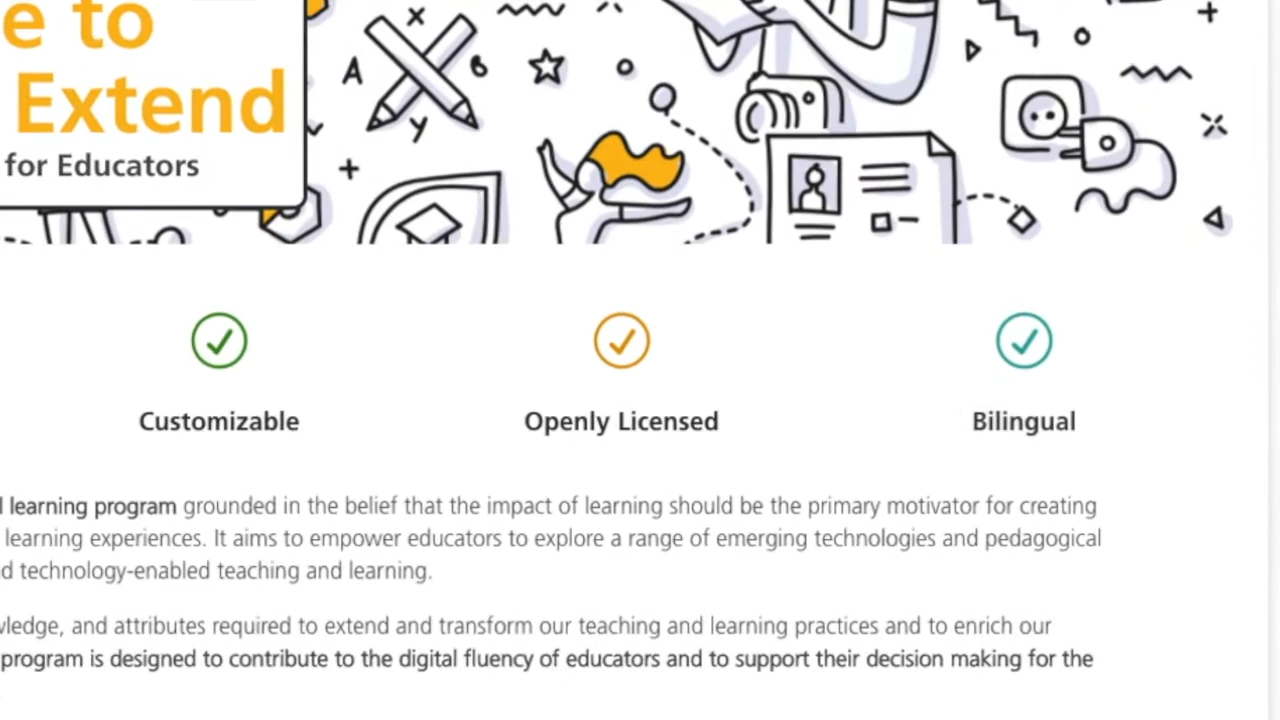 e to
Extend
for Educators
A
X
B
Y
Customizable
Openly Licensed
Bilingual
learning program grounded in the belief that the impact of learning should be the primary motivator for creating
learning experiences. It aims to empower educators to explore a range of emerging technologies and pedagogical
d technology-enabled teaching and learning.
wledge, and attributes required to extend and transform our teaching and learning practices and to enrich our
program is designed to contribute to the digital fluency of educators and to support their decision making for the